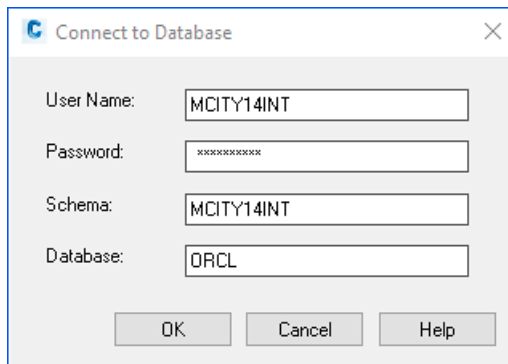 Connect to Database
User Name: MCITY14INT
Password: **********
Schema: MCITY14INT
Database: ORCL
OK Cancel Help